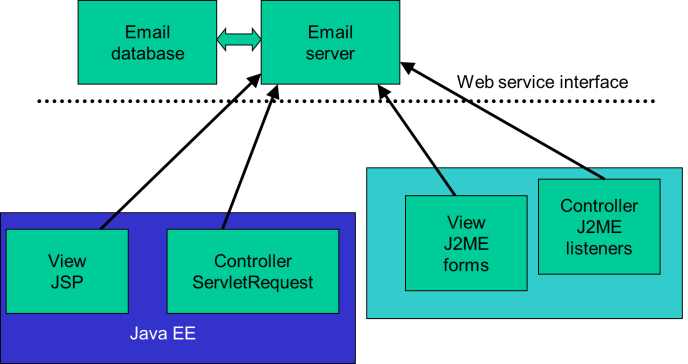 Email
database
Email
server
Web service interface
View
JSP
Controller
ServletRequest
Java EE
View
J2ME
forms
Controller
J2ME
listeners